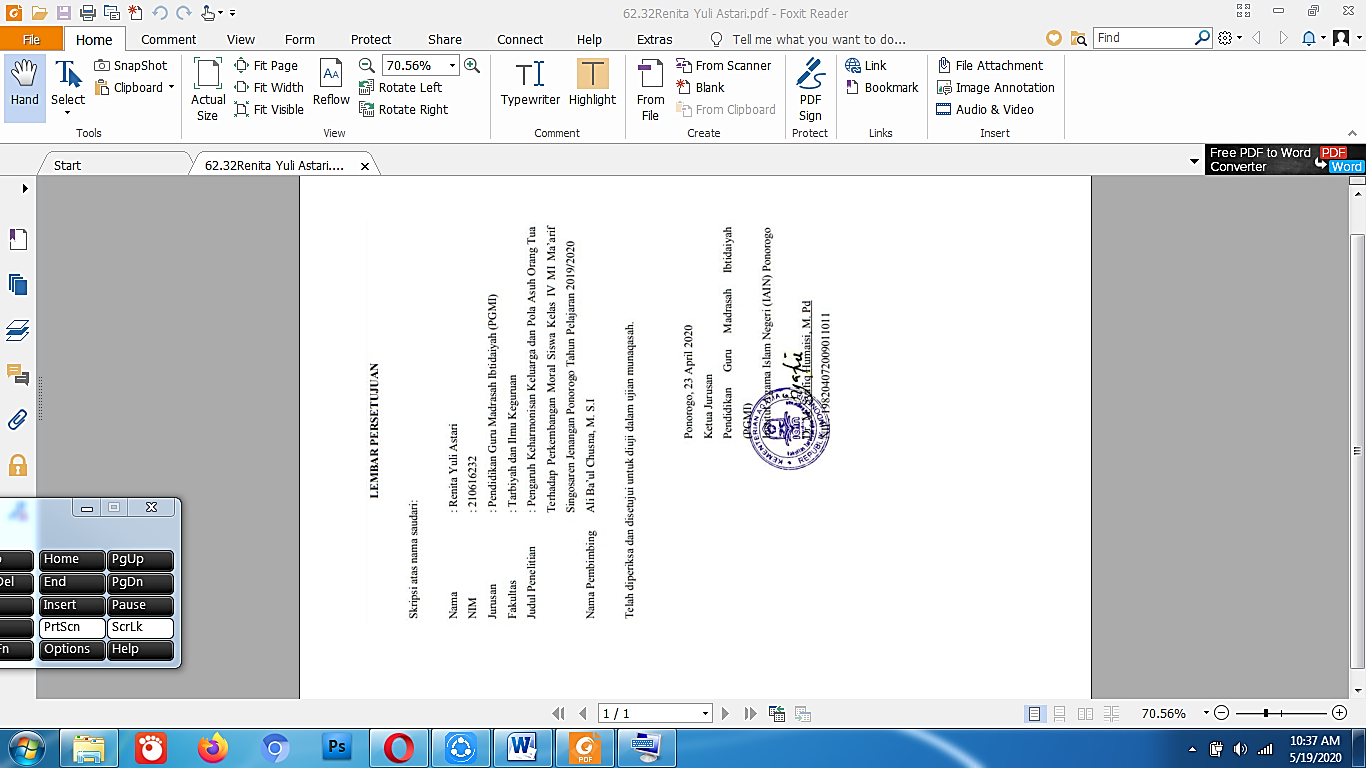 62.32Renita Yuli Astari.pdf - Foxit Reader
File Home Comment View Form Protect Share Connect Help Extras Tell me what you want to do... Find
Hand
Select
SnapShot
Clipboard
Tools
Actual Size
Fit Page
Fit Width
Fit Visible
Reflow
70.56%
Rotate Left
Rotate Right
View
Typewriter
Highlight
Comment
From File
From Scanner
Blank
From Clipboard
Create
PDF Sign
Protect
Link
Bookmark
Links
File Attachment
Image Annotation
Audio & Video
Insert
Start
62.32Renita Yuli Astari....
Free PDF to Word Converter PDF Word
LEMBAR PERSETUJUAN
Skripsi atas nama saudari:
Nama : Renita Yuli Astari
NIM : 210616232
Jurusan : Pendidikan Guru Madrasah Ibtidaiyah (PGMI)
Fakultas : Tarbiyah dan Ilmu Keguruan
Judul Penelitian : Pengaruh Keharmonisan Keluarga dan Pola Asuh Orang Tua
Terhadap Perkembangan Moral Siswa Kelas IV MI Ma'arif
Singosaren Jenangan Ponorogo Tahun Pelajaran 2019/2020
Nama Pembimbing Ali Ba'ul Chusna, M. S.I
Telah diperiksa dan disetujui untuk diuji dalam ujian munaqasah.
Ponorogo, 23 April 2020
Ketua Jurusan
Pendidikan Guru Madrasah Ibtidaiyah
(PGMI)
Agama Islam Negeri (IAIN) Ponorogo
Humaisi, M. Pd
198204072009011011
KEMENTERIAN AGAMA
REPUBLIK
Home PgUp
Del End PgDn
Insert Pause
PrtScn ScrLk
Fn Options Help
1 / 1
70.56%
Ps
W
PDF
10:37 AM
5/19/2020